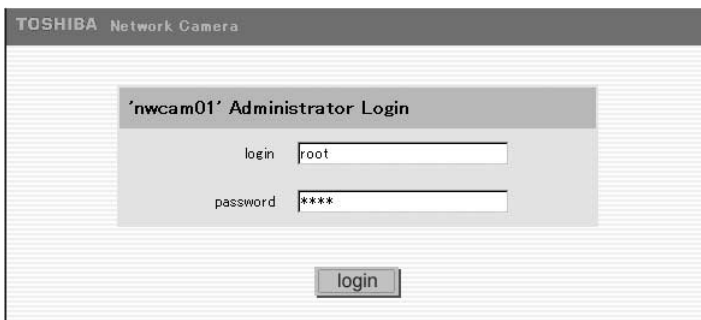 TOSHIBA Network Camera
'nwcam01' Administrator Login
login root
password ****
login